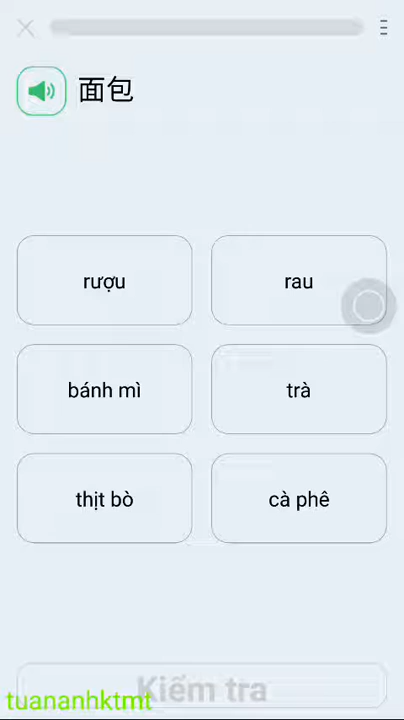 面包
rượu
rau
bánh mì
trà
thịt bò
cà phê
Kiểm tra
tuananhktmt